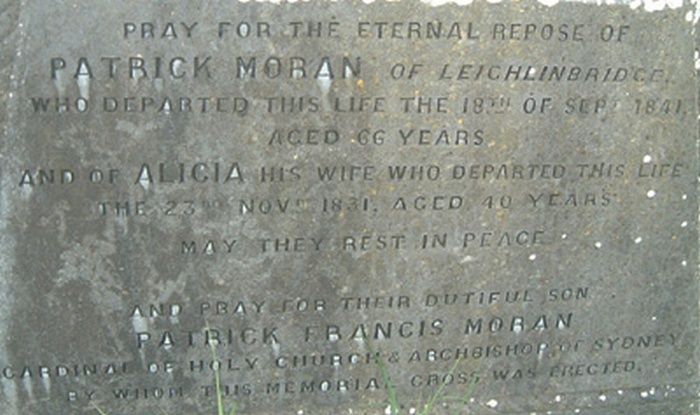 PRAY FOR THE ETERNAL REPOSE OF
PATRICK MORAN OF LEICHLINBRIDGE,
WHO DEPARTED THIS LIFE THE 18TH OF SEPT 1841,
AGED 66 YEARS
AND OF ALICIA HIS WIFE WHO DEPARTED THIS LIFE
THE 23RD NOVR 1831, AGED 40 YEARS
MAY THEY REST IN PEACE
AND PRAY FOR THEIR DUTIFUL SON
PATRICK FRANCIS MORAN
CARDINAL OF HOLY CHURCH & ARCHBISHOP OF SYDNEY
BY WHOM THIS MEMORIAL CROSS WAS ERECTED.